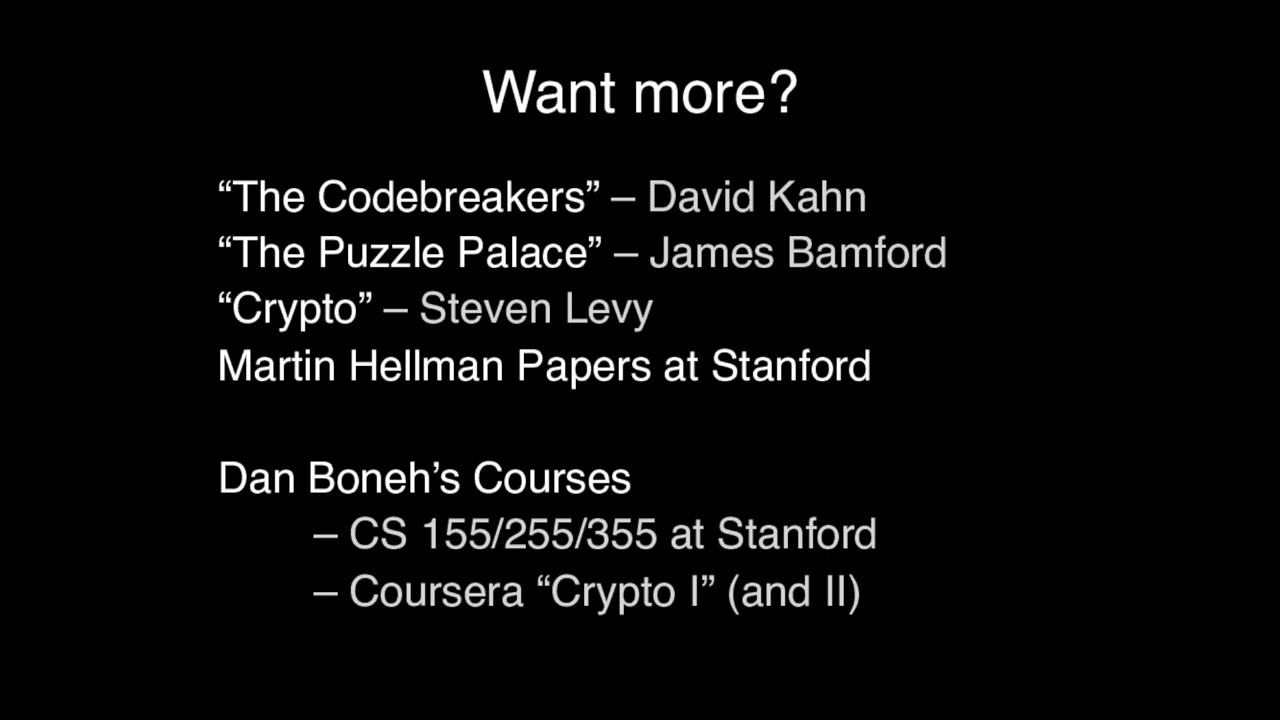 Want more?
“The Codebreakers” – David Kahn
“The Puzzle Palace” – James Bamford
“Crypto” – Steven Levy
Martin Hellman Papers at Stanford
Dan Boneh’s Courses
– CS 155/255/355 at Stanford
– Coursera “Crypto I” (and II)